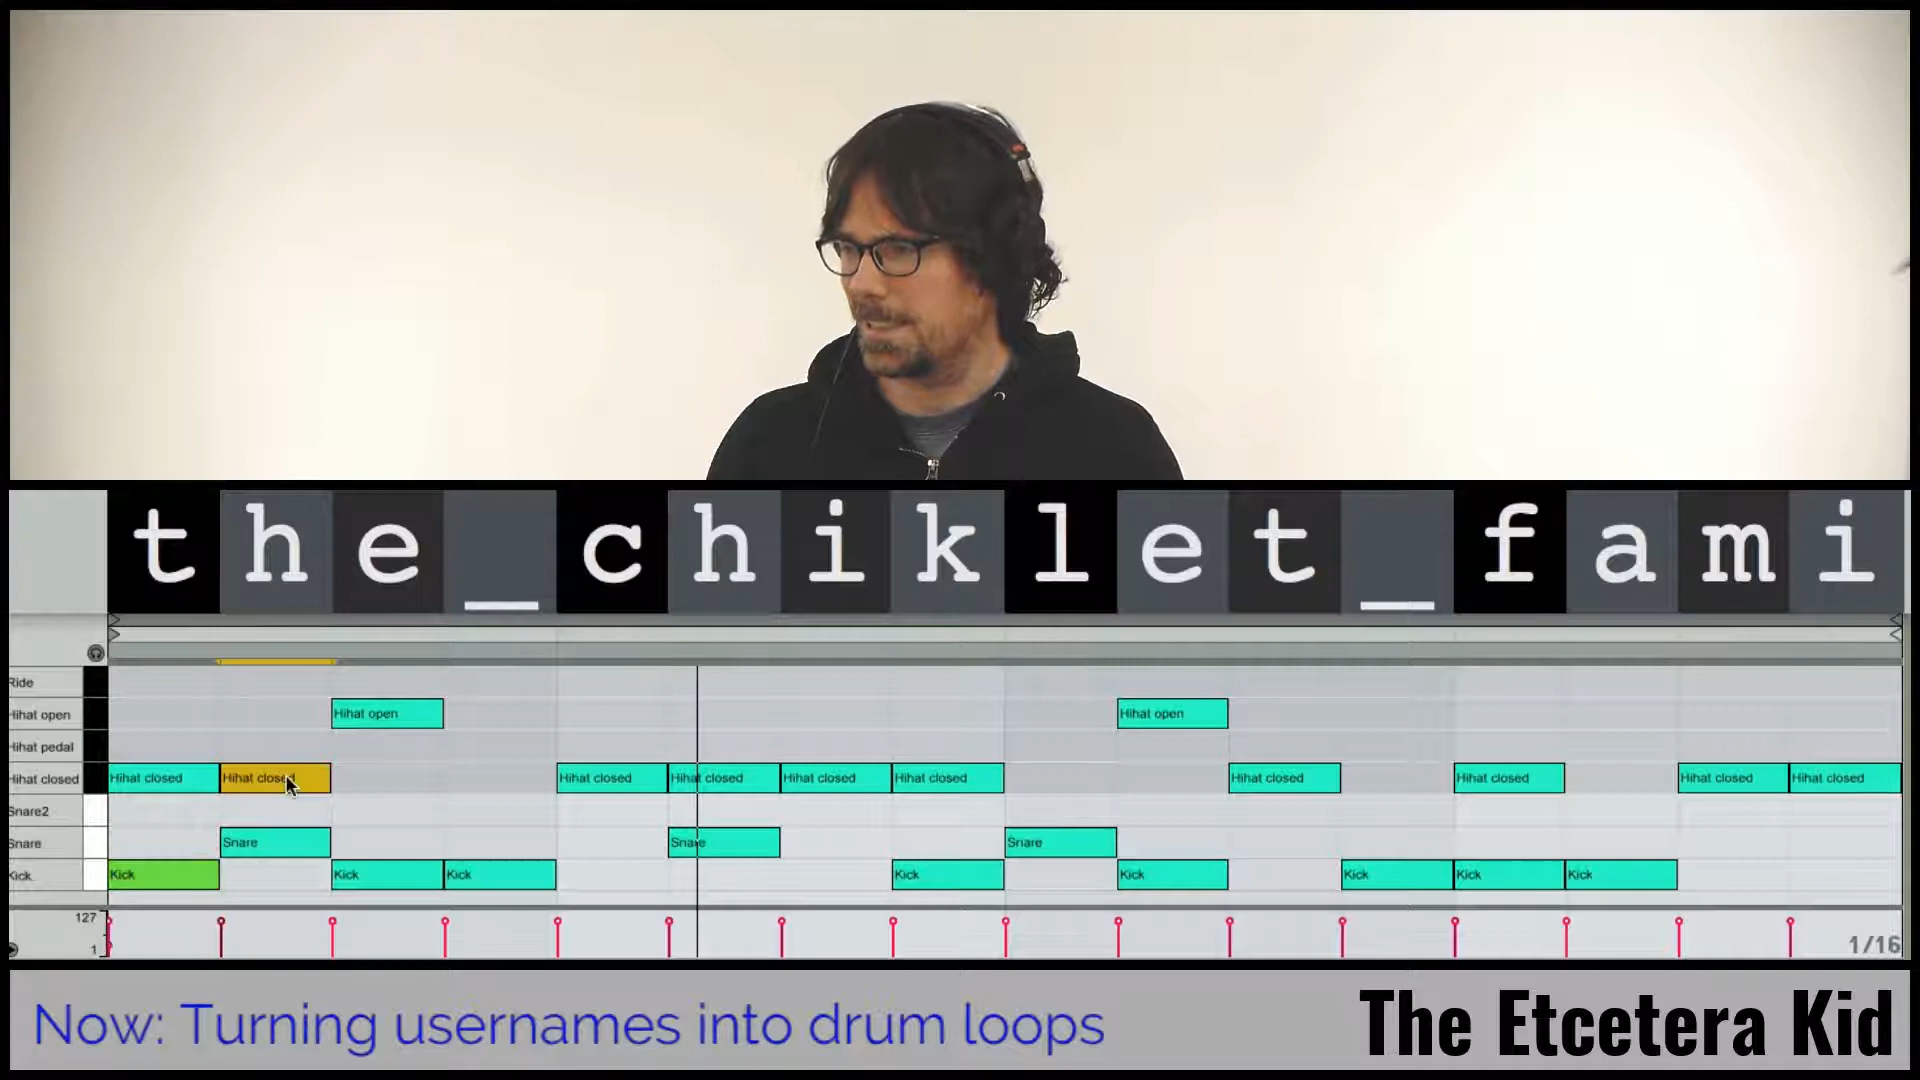 the_chiklet_fami
Ride
Hihat open Hihat open Hihat open
Hihat pedal
Hihat closed Hihat closed Hihat closed Hihat closed Hihat closed Hihat closed Hihat closed Hihat closed Hihat closed Hihat closed Hihat closed
Snare2
Snare Snare Snare Snare
Kick Kick Kick Kick Kick Kick Kick Kick Kick
127
1 1/16
Now: Turning usernames into drum loops The Etcetera Kid